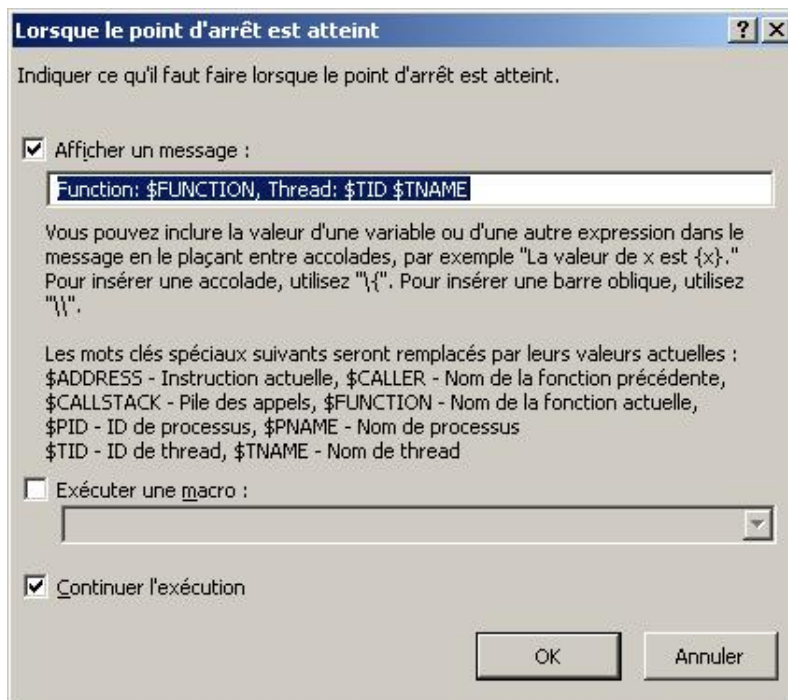 Lorsque le point d'arrêt est atteint
Indiquer ce qu'il faut faire lorsque le point d'arrêt est atteint.
Afficher un message :
Function: $FUNCTION, Thread: $TID $TNAME
Vous pouvez inclure la valeur d'une variable ou d'une autre expression dans le
message en le plaçant entre accolades, par exemple "La valeur de x est {x}."
Pour insérer une accolade, utilisez "\{". Pour insérer une barre oblique, utilisez
"\\".
Les mots clés spéciaux suivants seront remplacés par leurs valeurs actuelles :
$ADDRESS - Instruction actuelle, $CALLER - Nom de la fonction précédente,
$CALLSTACK - Pile des appels, $FUNCTION - Nom de la fonction actuelle,
$PID - ID de processus, $PNAME - Nom de processus
$TID - ID de thread, $TNAME - Nom de thread
Exécuter une macro :
Continuer l'exécution
OK
Annuler